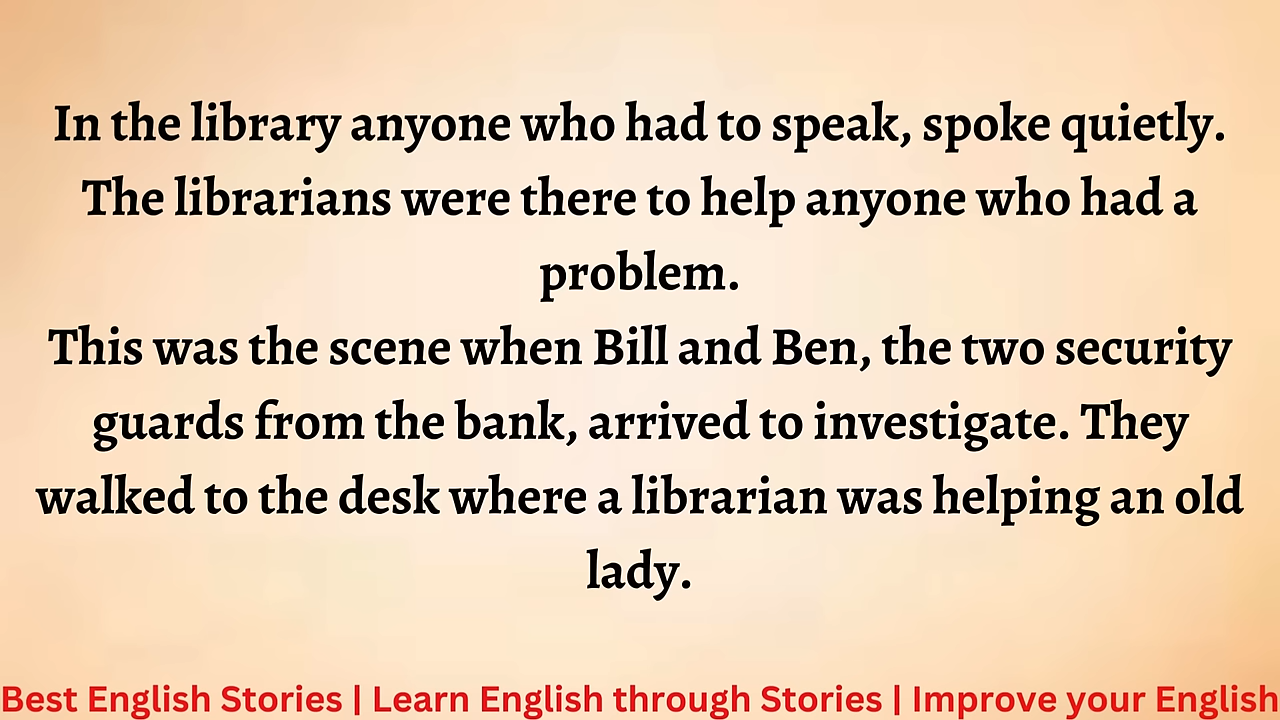 In the library anyone who had to speak, spoke quietly.
The librarians were there to help anyone who had a
problem.
This was the scene when Bill and Ben, the two security
guards from the bank, arrived to investigate. They
walked to the desk where a librarian was helping an old
lady.
Best English Stories | Learn English through Stories | Improve your English